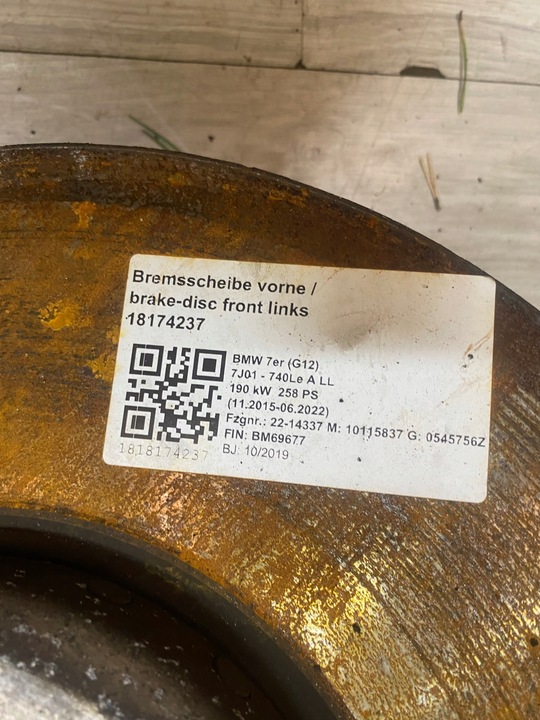 Bremsscheibe vorne /
brake-disc front links
18174237
BMW 7er (G12)
7J01 - 740Le A LL
190 kW 258 PS
(11.2015-06.2022)
Fzgnr.: 22-14337 M: 10115837 G: 0545756Z
FIN: BM69677
BJ: 10/2019
1818174237